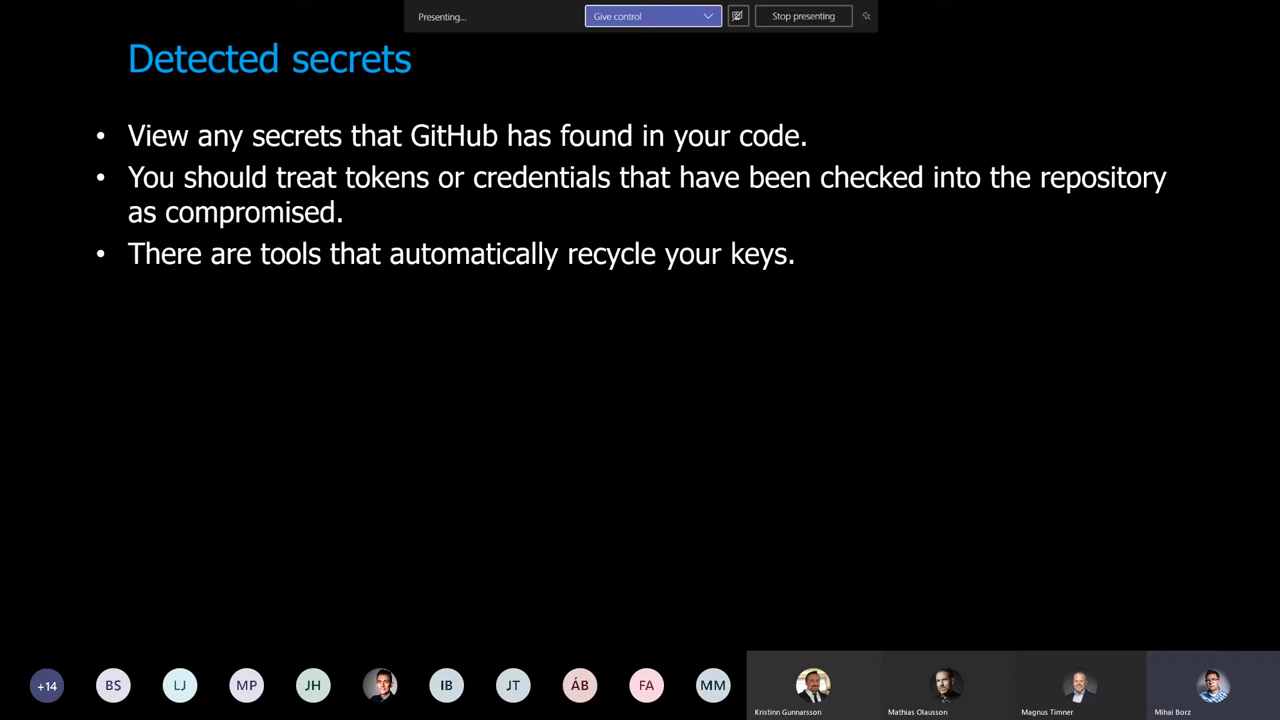 Presenting...
Give control
Stop presenting
Detected secrets
• View any secrets that GitHub has found in your code.
• You should treat tokens or credentials that have been checked into the repository
as compromised.
• There are tools that automatically recycle your keys.
+14
BS
LJ
MP
JH
IB
JT
ÁB
FA
MM
Kristinn Gunnarsson
Mathias Olausson
Magnus Timner
Mihai Borz